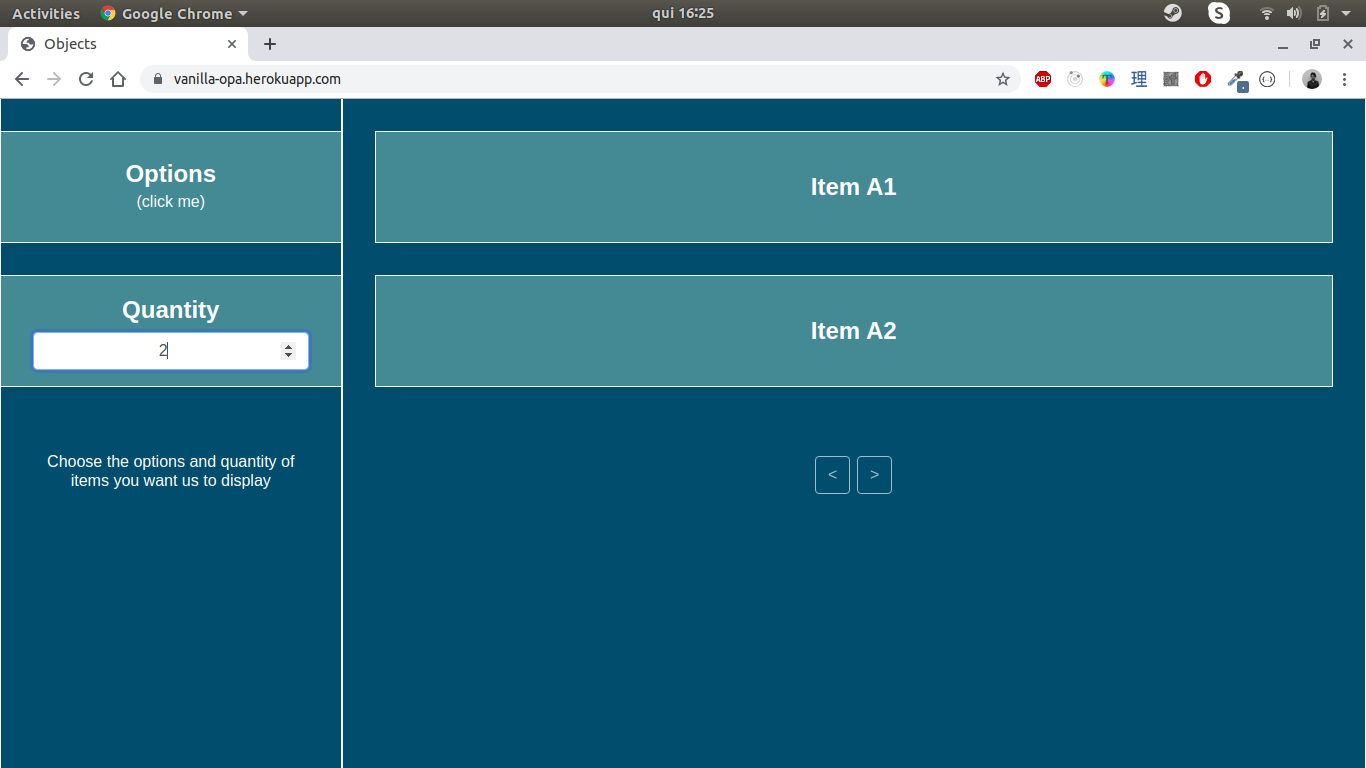 Activities
Google Chrome
qui 16:25
S
Objects
vanilla-opa.herokuapp.com
ABP
理
Options
(click me)
Quantity
2
Choose the options and quantity of
items you want us to display
Item A1
Item A2
<
>